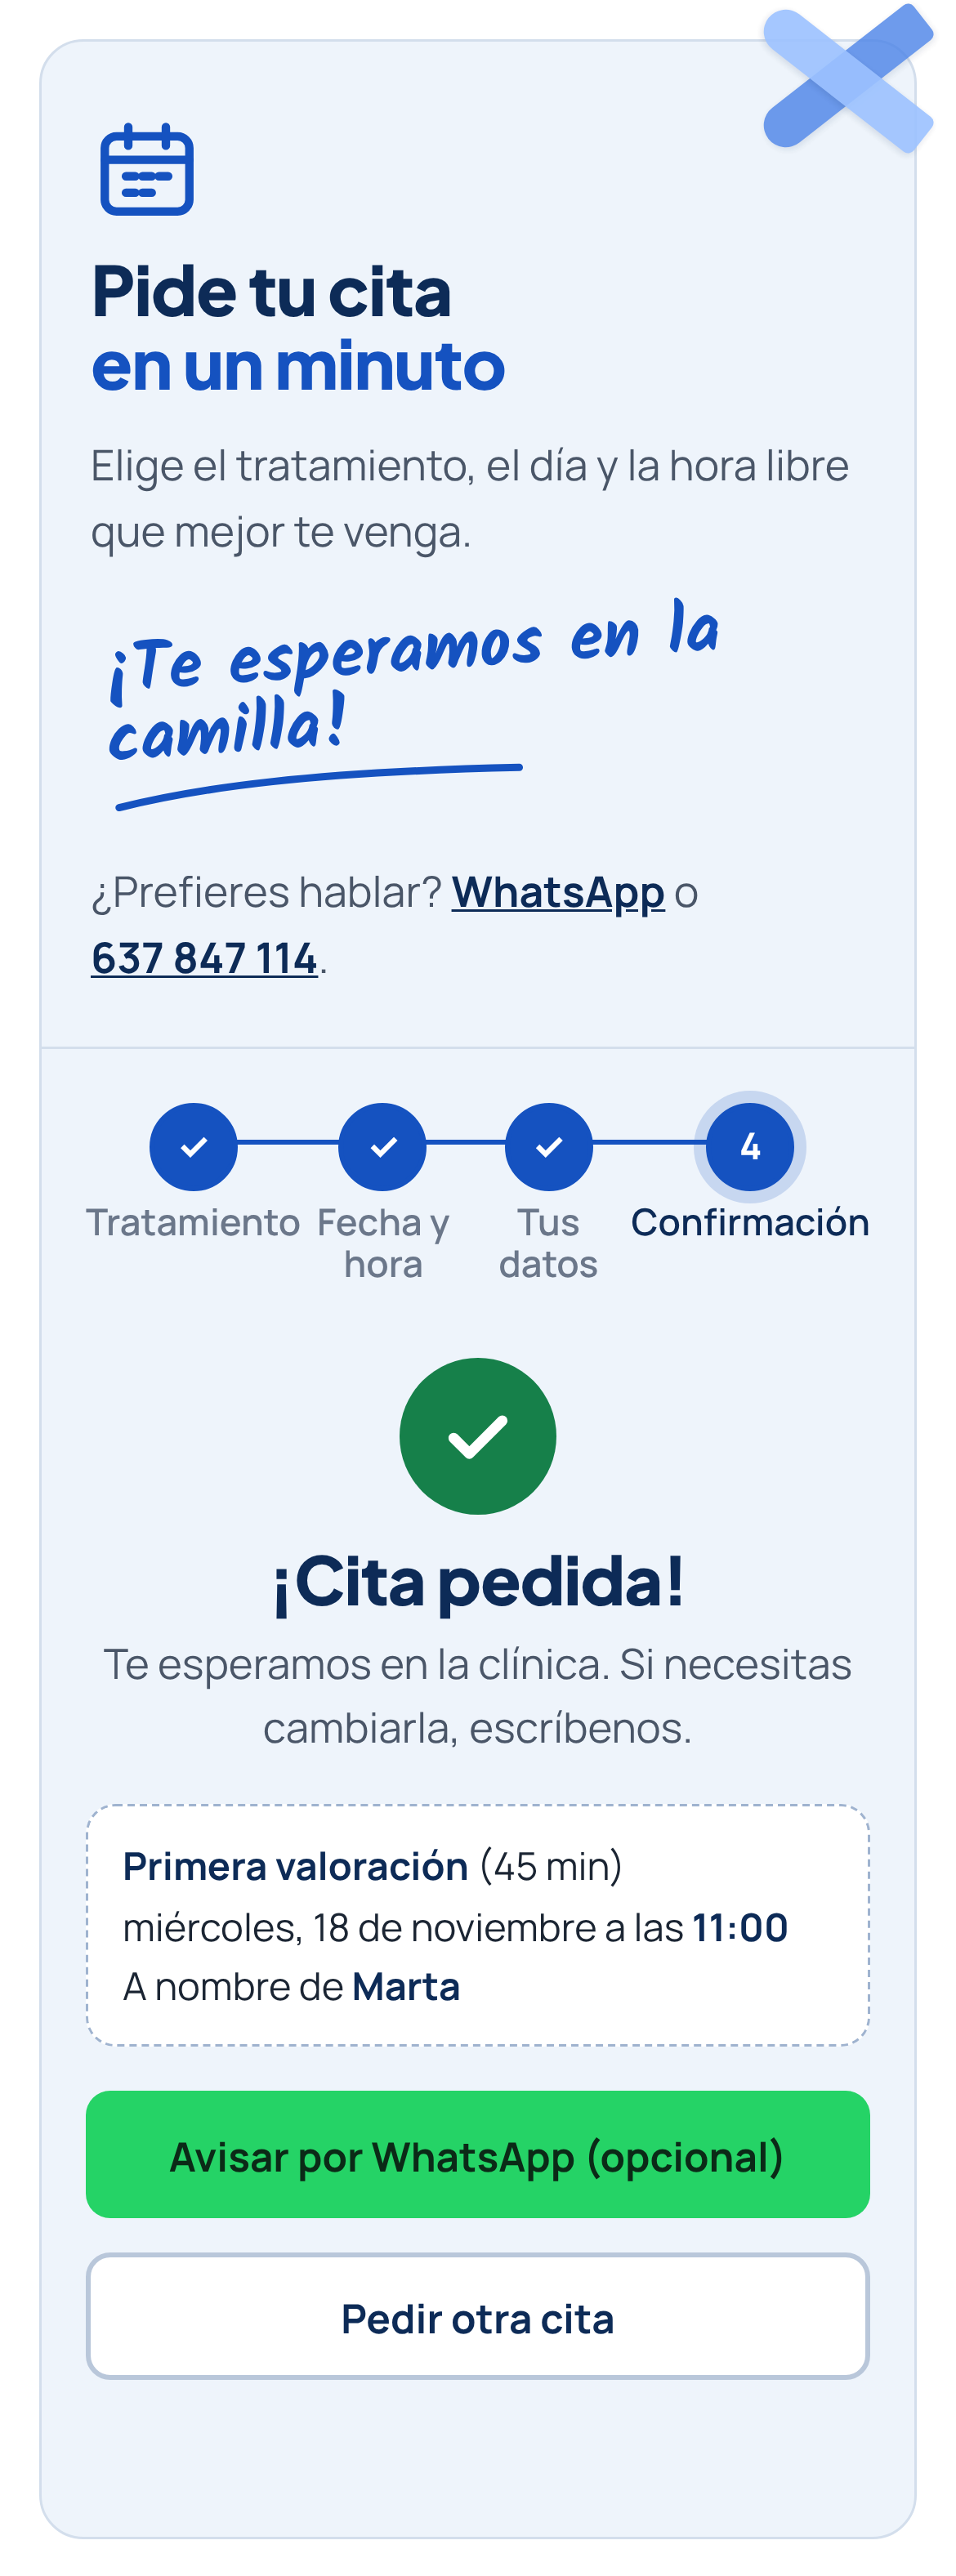 Pide tu cita
en un minuto
Elige el tratamiento, el día y la hora libre
que mejor te venga.
¡Te esperamos en la
camilla!
¿Prefieres hablar? WhatsApp o
637 847 114.
4
Tratamiento Fecha y hora Tus datos Confirmación
¡Cita pedida!
Te esperamos en la clínica. Si necesitas
cambiarla, escríbenos.
Primera valoración (45 min)
miércoles, 18 de noviembre a las 11:00
A nombre de Marta
Avisar por WhatsApp (opcional)
Pedir otra cita